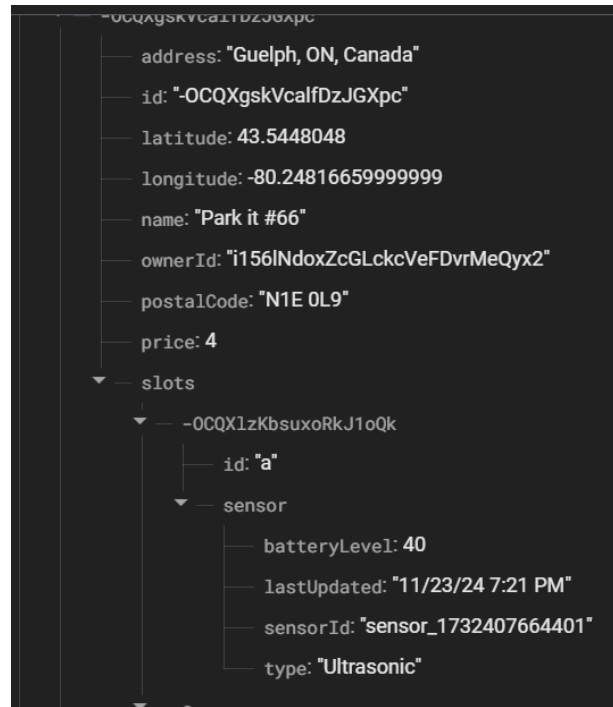 -OCQXgskVcalfDzJGXpc
address: "Guelph, ON, Canada"
id: "-OCQXgskVcalfDzJGXpc"
latitude: 43.5448048
longitude: -80.24816659999999
name: "Park it #66"
ownerId: "i156lNdoxZcGLckcVeFDvrMeQyx2"
postalCode: "N1E 0L9"
price: 4
slots
-OCQXlzKbsuxoRkJ1oQk
id: "a"
sensor
batteryLevel: 40
lastUpdated: "11/23/24 7:21 PM"
sensorId: "sensor_1732407664401"
type: "Ultrasonic"